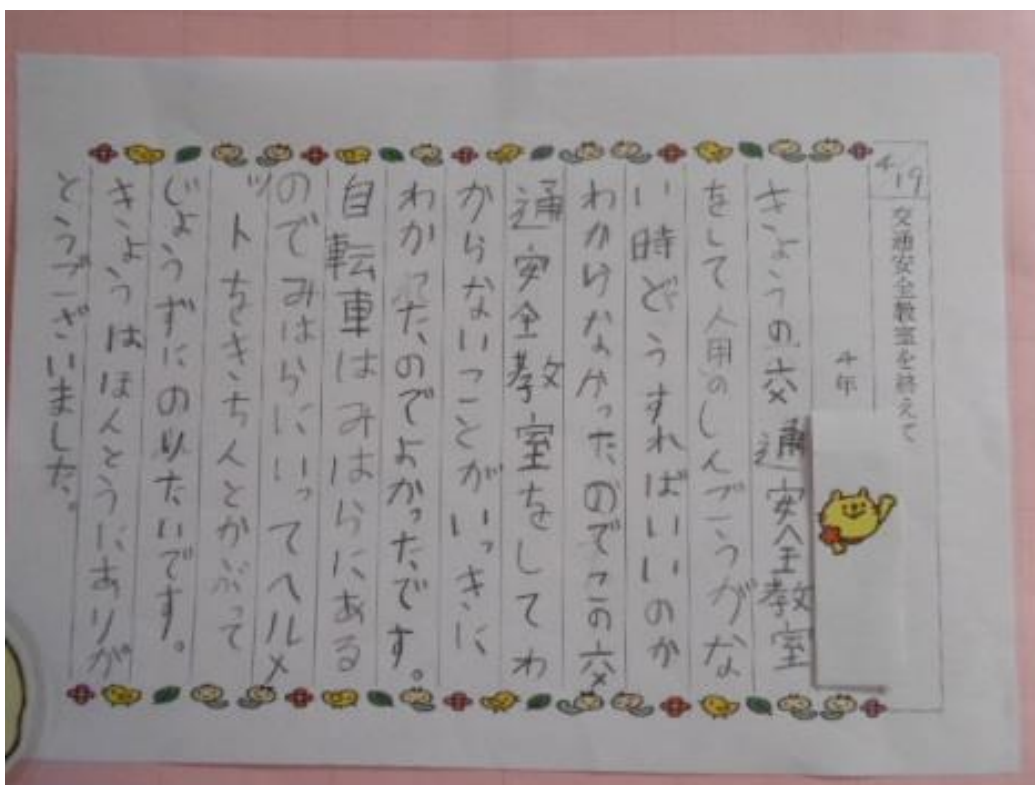 4/19 交通安全教室を終えて
4年
きょうの交通安全教室
をして人用のしんごうがな
い時どうすればいいのか
わかけなかったのでこの交
通安全教室をしてわ
からないことがいっきに
わかったのでよかったです。
自転車はみはらにある
のでみはらにいってヘルメ
ットをきちんとかぶって
じょうずにの以たいです。
きょうはほんとうにありが
とうございました。